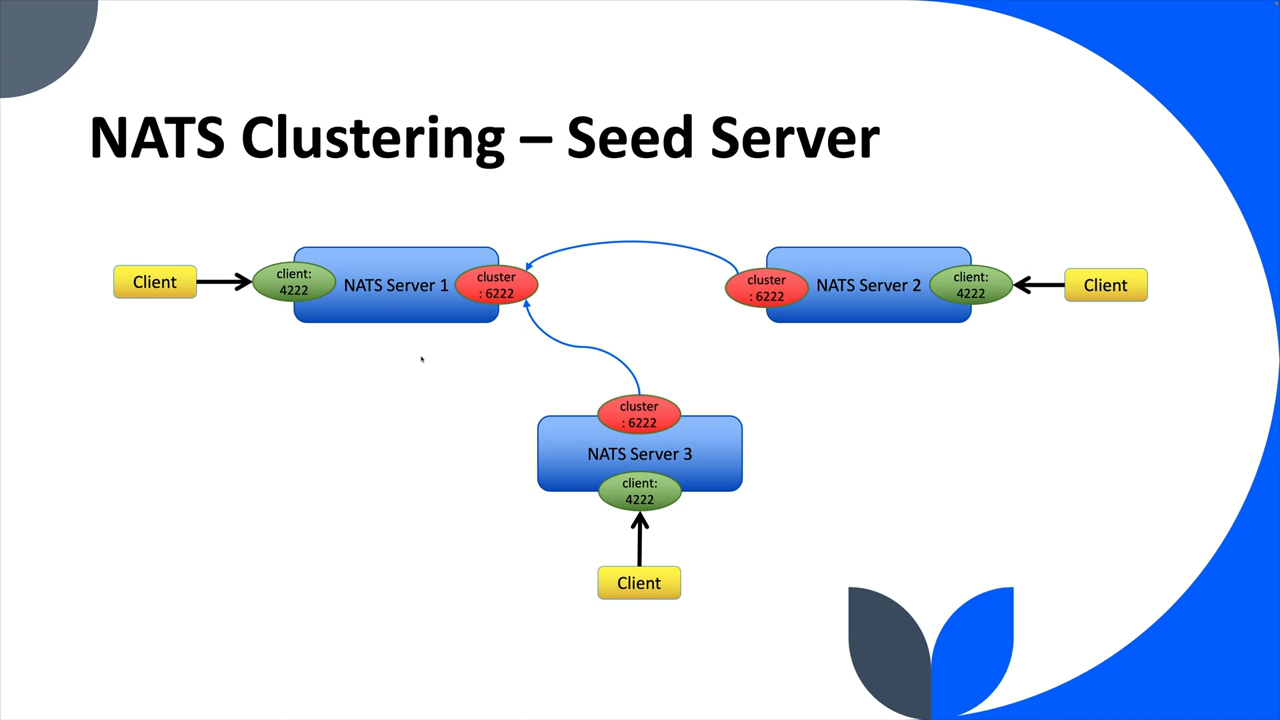 NATS Clustering – Seed Server
Client
client:
4222
NATS Server 1
cluster
: 6222
cluster
: 6222
NATS Server 2
client:
4222
Client
cluster
: 6222
NATS Server 3
client:
4222
Client